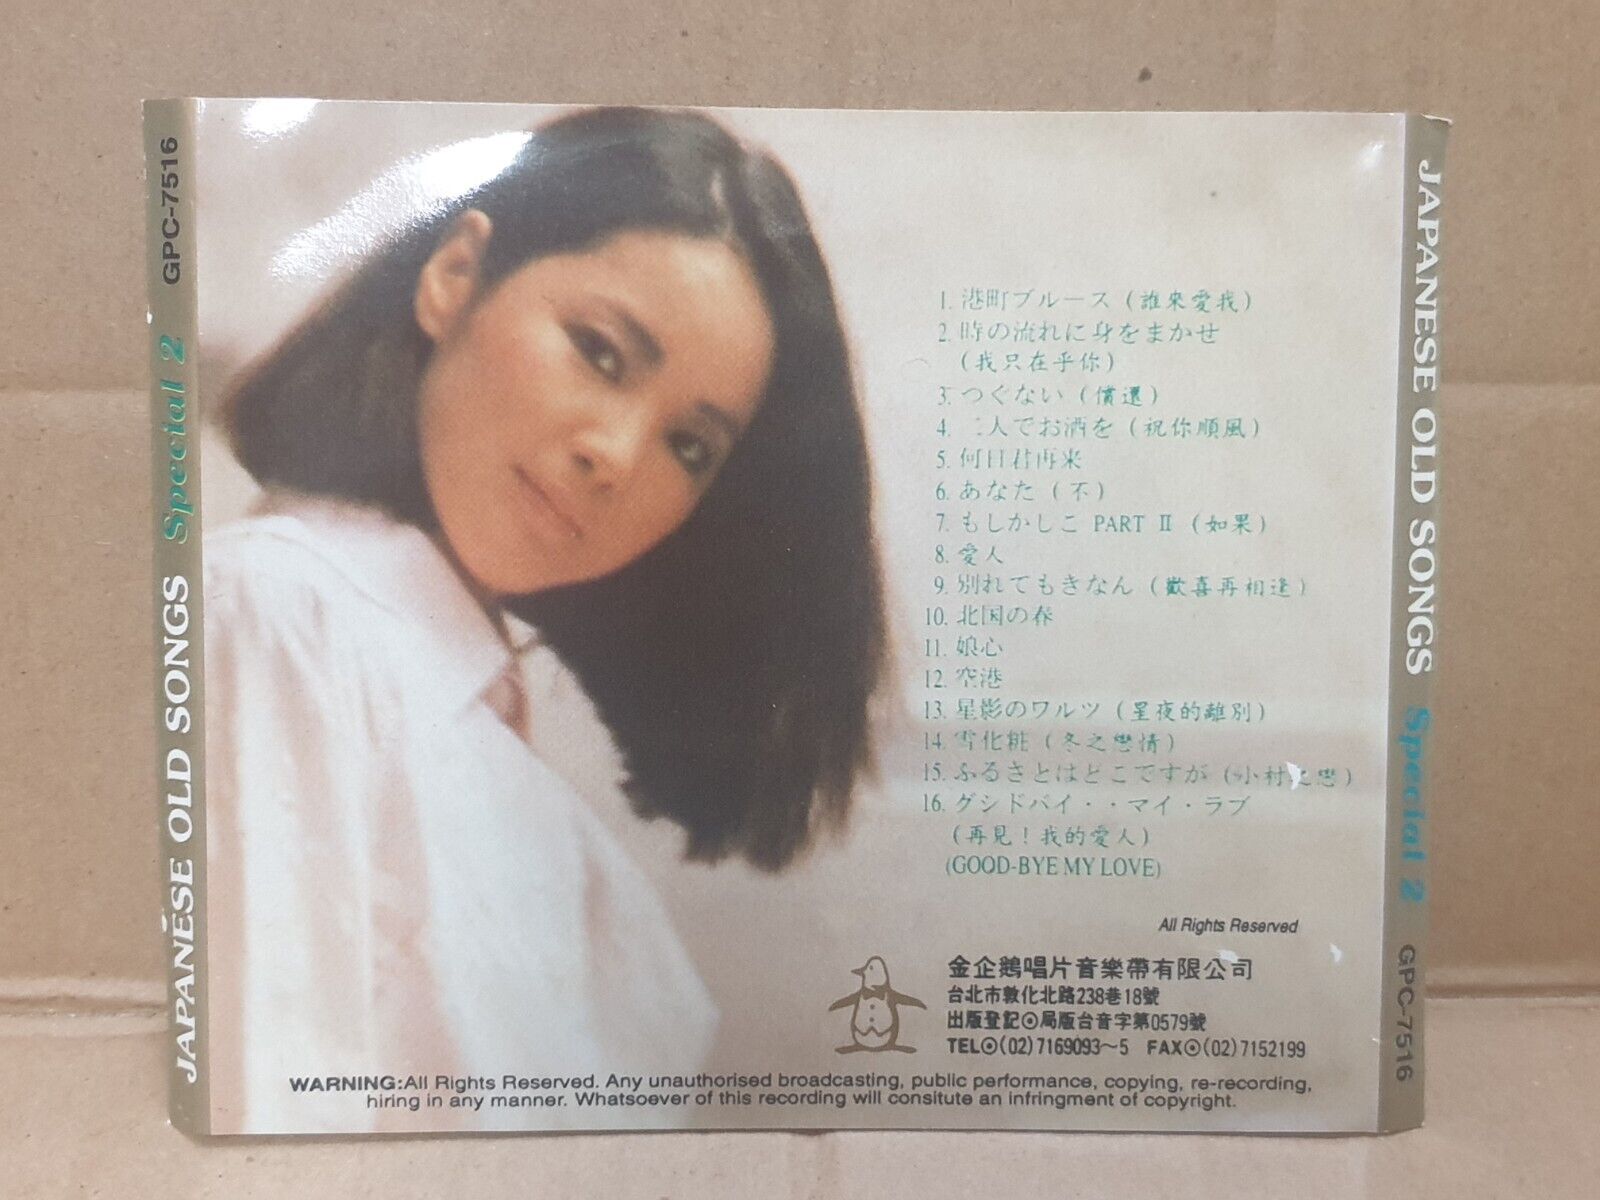 JAPANESE OLD SONGS Special 2 GPC-7516
1. 港町ブルース (誰來愛我)
2. 時の流れに身をまかせ
(我只在乎你)
3. つぐない (償還)
4. 二人でお酒を (祝你順風)
5. 何日君再来
6. あなた (不)
7. もしかしこ PART II (如果)
8. 愛人
9. 別れてもきなん (歡喜再相逢)
10. 北国の春
11. 娘心
12. 空港
13. 星影のワルツ (星夜的離別)
14. 雪化粧 (冬之戀情)
15. ふるさとはどこですが (小村之戀)
16. グシドバイ・・マイ・ラブ
(再見！我的愛人)
(GOOD-BYE MY LOVE)
All Rights Reserved
金企鵝唱片音樂帶有限公司
台北市敦化北路238巷18號
出版登記⊙局版台音字第0579號
TEL⊙(02)7169093～5 FAX⊙(02)7152199
WARNING:All Rights Reserved. Any unauthorised broadcasting, public performance, copying, re-recording,
hiring in any manner. Whatsoever of this recording will consitute an infringment of copyright.
JAPANESE OLD SONGS Special 2 GPC-7516